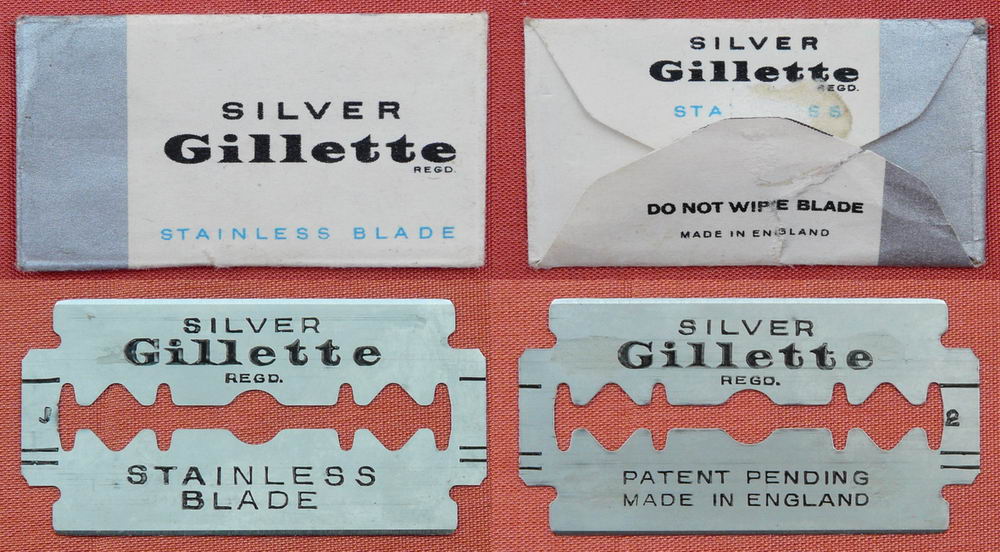 SILVER
Gillette
REGD.
STAINLESS BLADE
SILVER
Gillette
REGD.
DO NOT WIPE BLADE
MADE IN ENGLAND
SILVER
Gillette
REGD.
STAINLESS
BLADE
SILVER
Gillette
REGD.
2
PATENT PENDING
MADE IN ENGLAND